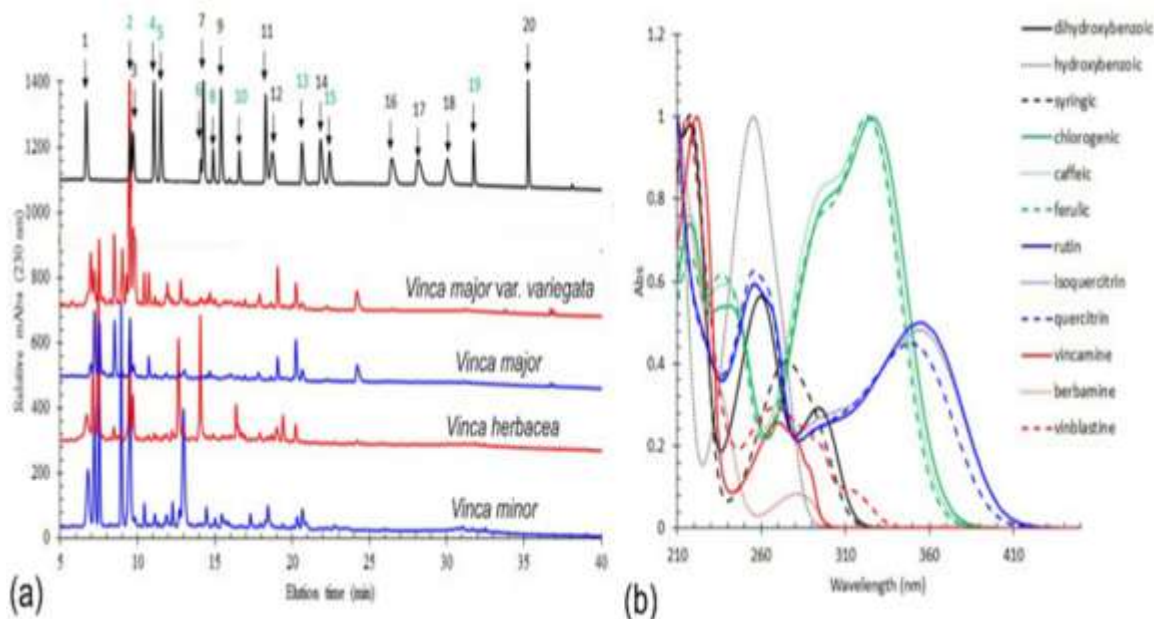 1
2
3
4
5
6
7
8
9
10
11
12
13
14
15
16
17
18
19
20
1400
1200
1000
800
600
400
200
0
Relative mAbs (230 nm)
Vinca major var. variegata
Vinca major
Vinca herbacea
Vinca minor
5
10
15
20
25
30
35
40
Elution time (min)
(a)
1.2
1
0.8
0.6
0.4
0.2
0
Abs
210
260
310
360
410
Wavelength (nm)
(b)
dihydroxybenzoic
hydroxybenzoic
syringic
chlorogenic
caffeic
ferulic
rutin
isoquercitrin
quercitrin
vincamine
berbamine
vinblastine